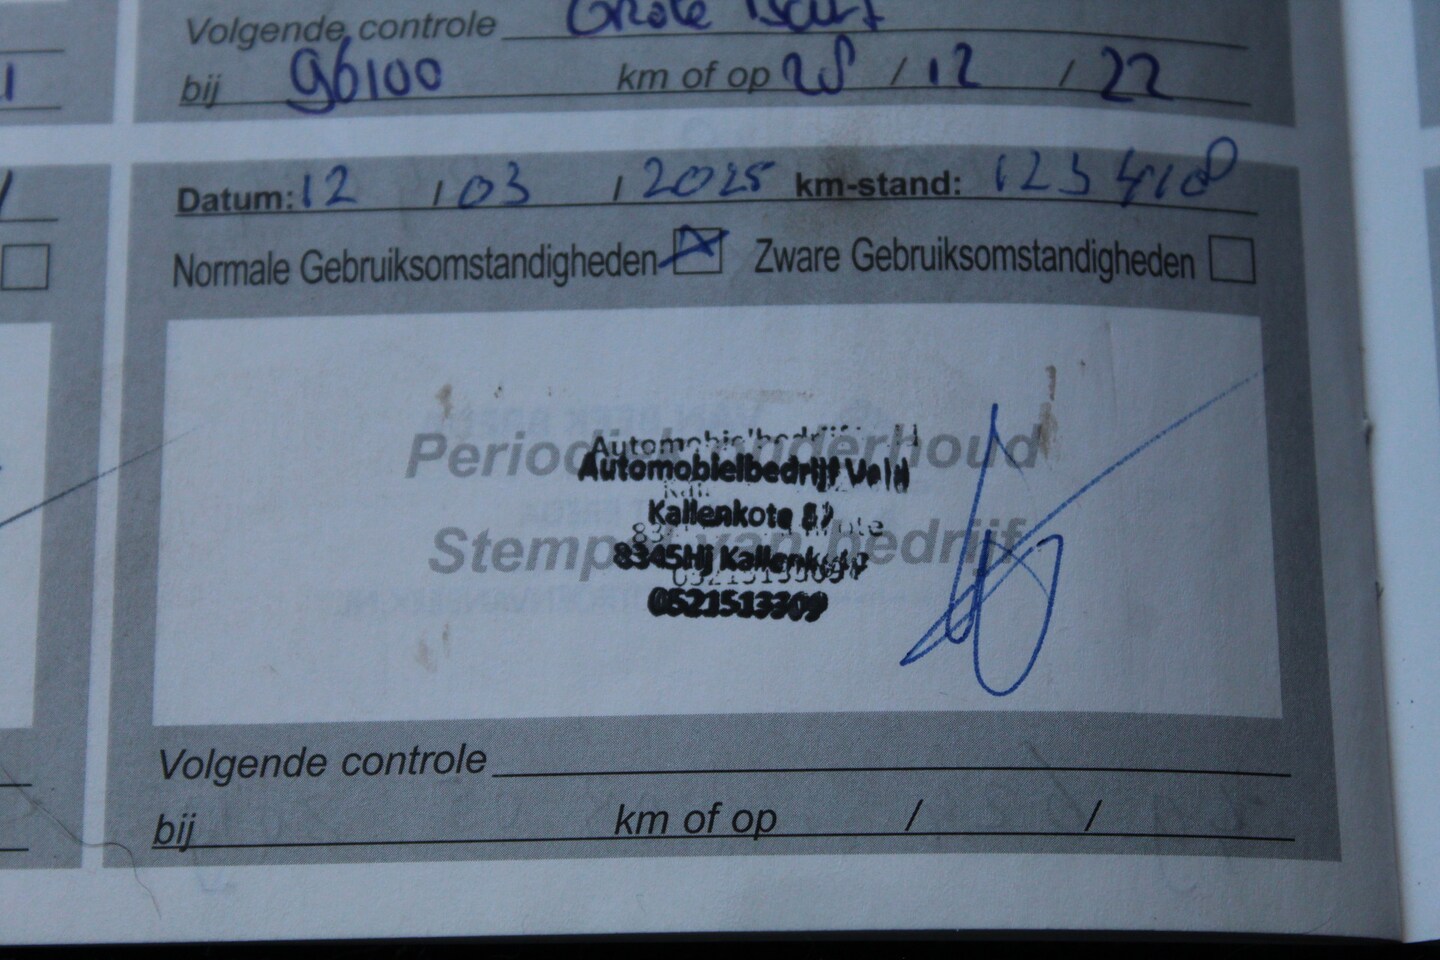 Volgende controle Grote Beurt
bij 96100 km of op 28 / 12 / 22
Datum: 12 / 03 / 2025 km-stand: 123418
Normale Gebruiksomstandigheden Zware Gebruiksomstandigheden
Periodiek onderhoud
Automobielbedrijf Veld
Kallenkote
Stempel van bedrijf
8345Hj Kallenkote
0521513309
Volgende controle
bij km of op / /